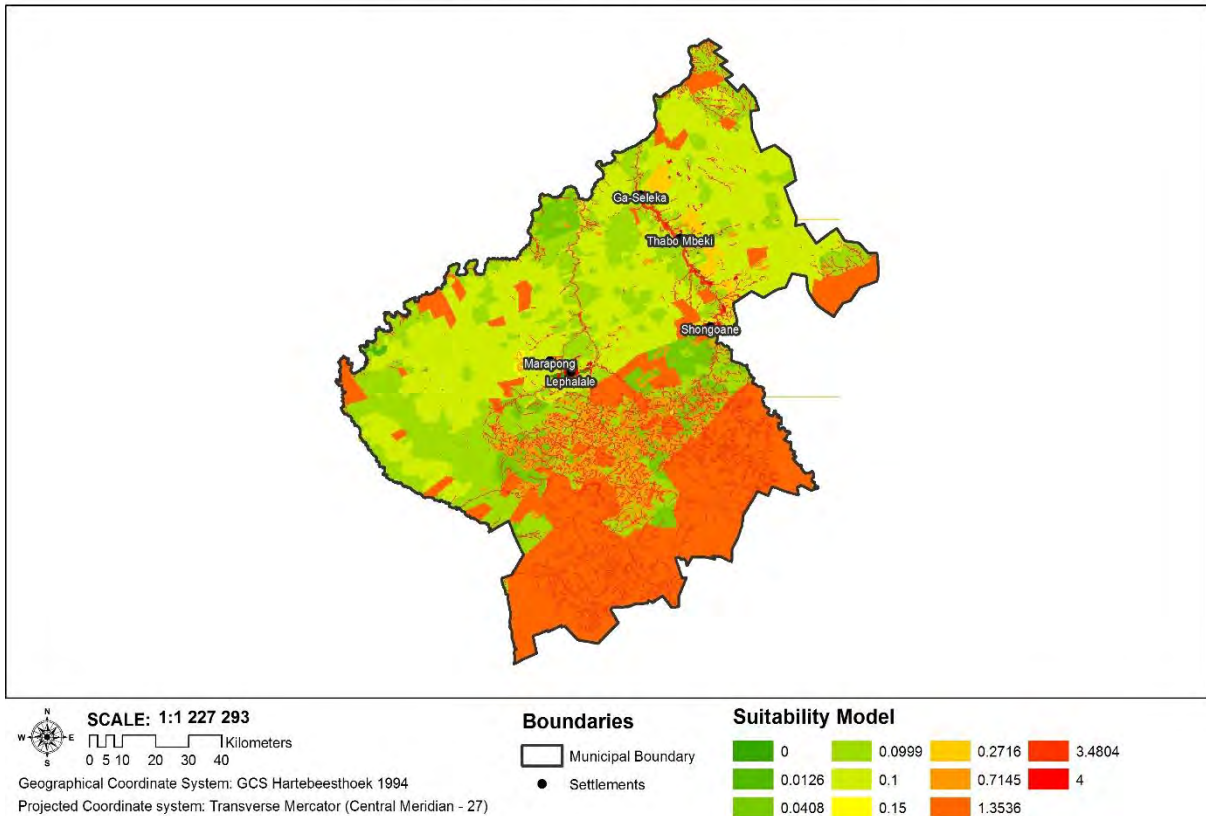 Ga-Seleka
Thabo Mbeki
Shongoane
Marapong
Lephalale
N
W E
S
SCALE: 1:1 227 293
Kilometers
0 5 10 20 30 40
Geographical Coordinate System: GCS Hartebeesthoek 1994
Projected Coordinate system: Transverse Mercator (Central Meridian - 27)
Boundaries
Municipal Boundary
Settlements
Suitability Model
0 0.0999 0.2716 3.4804
0.0126 0.1 0.7145 4
0.0408 0.15 1.3536